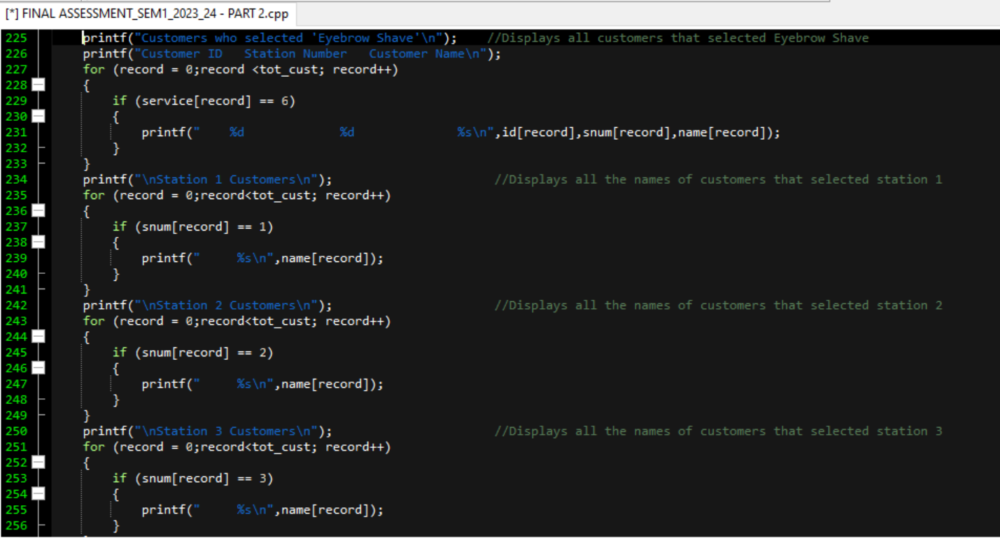 [*] FINAL ASSESSMENT_SEM1_2023_24 - PART 2.cpp
225 printf("Customers who selected 'Eyebrow Shave'\n"); //Displays all customers that selected Eyebrow Shave
226 printf("Customer ID   Station Number   Customer Name\n");
227 for (record = 0;record <tot_cust; record++)
228 {
229 if (service[record] == 6)
230 {
231 printf("    %d             %d              %s\n",id[record],snum[record],name[record]);
232 }
233 }
234 printf("\nStation 1 Customers\n"); //Displays all the names of customers that selected station 1
235 for (record = 0;record<tot_cust; record++)
236 {
237 if (snum[record] == 1)
238 {
239 printf("     %s\n",name[record]);
240 }
241 }
242 printf("\nStation 2 Customers\n"); //Displays all the names of customers that selected station 2
243 for (record = 0;record<tot_cust; record++)
244 {
245 if (snum[record] == 2)
246 {
247 printf("     %s\n",name[record]);
248 }
249 }
250 printf("\nStation 3 Customers\n"); //Displays all the names of customers that selected station 3
251 for (record = 0;record<tot_cust; record++)
252 {
253 if (snum[record] == 3)
254 {
255 printf("     %s\n",name[record]);
256 }